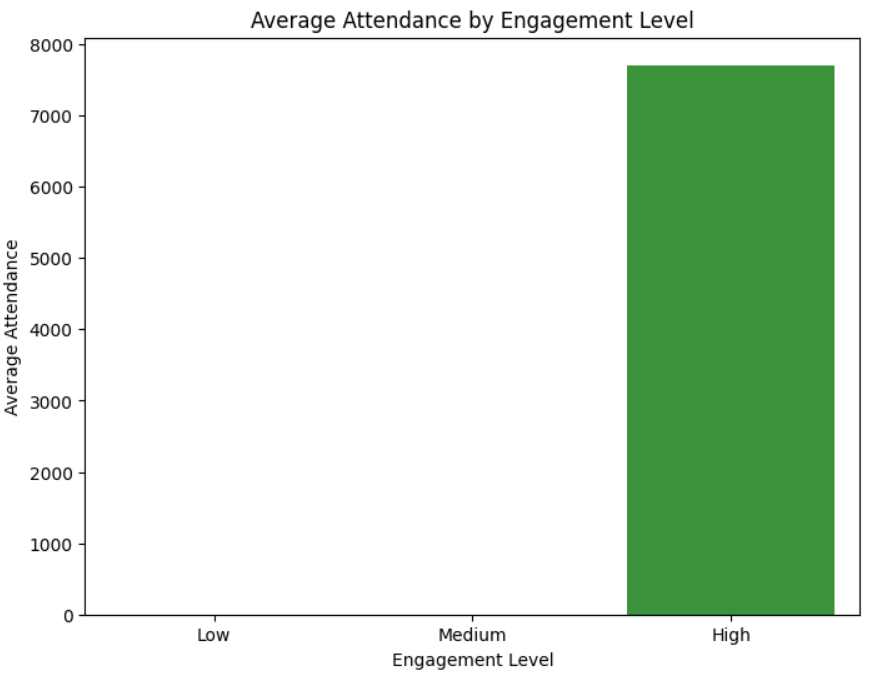 Average Attendance by Engagement Level
8000
7000
6000
5000
4000
3000
2000
1000
0
Average Attendance
Low Medium High
Engagement Level